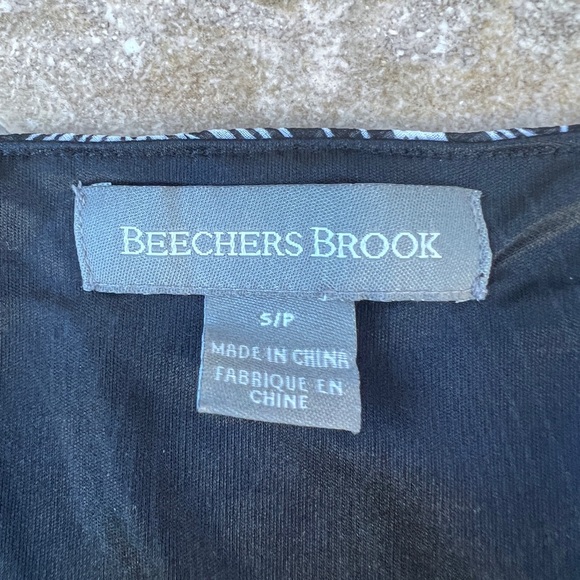 BEECHERS BROOK
S/P
MADE IN CHINA
FABRIQUE EN
CHINE